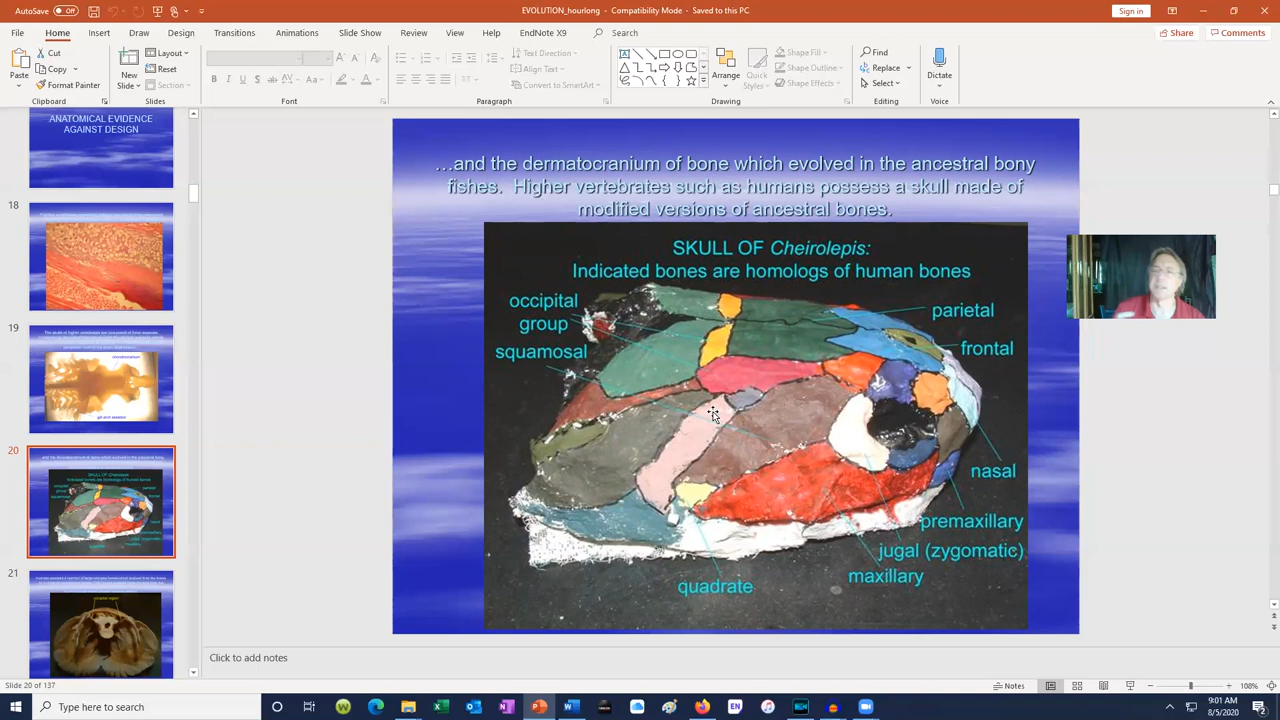 AutoSave
Off
EVOLUTION_hourlong - Compatibility Mode - Saved to this PC
Sign in
File Home Insert Draw Design Transitions Animations Slide Show Review View Help EndNote X9 Search
Share Comments
Paste
Cut
Copy
Format Painter
Clipboard
New
Slide
Layout
Reset
Section
Slides
B I U S ab AV Aa
Font
Text Direction
Align Text
Convert to SmartArt
Paragraph
Arrange
Quick
Styles
Shape Fill
Shape Outline
Shape Effects
Drawing
Find
Replace
Select
Editing
Dictate
Voice
ANATOMICAL EVIDENCE
AGAINST DESIGN
18
19
20
21
…and the dermatocranium of bone which evolved in the ancestral bony
fishes. Higher vertebrates such as humans possess a skull made of
modified versions of ancestral bones.
SKULL OF Cheirolepis:
Indicated bones are homologs of human bones
occipital
group
squamosal
parietal
frontal
nasal
premaxillary
jugal (zygomatic)
maxillary
quadrate
Click to add notes
Slide 20 of 137
Notes
108%
Type here to search
9:01 AM
8/5/2020
2